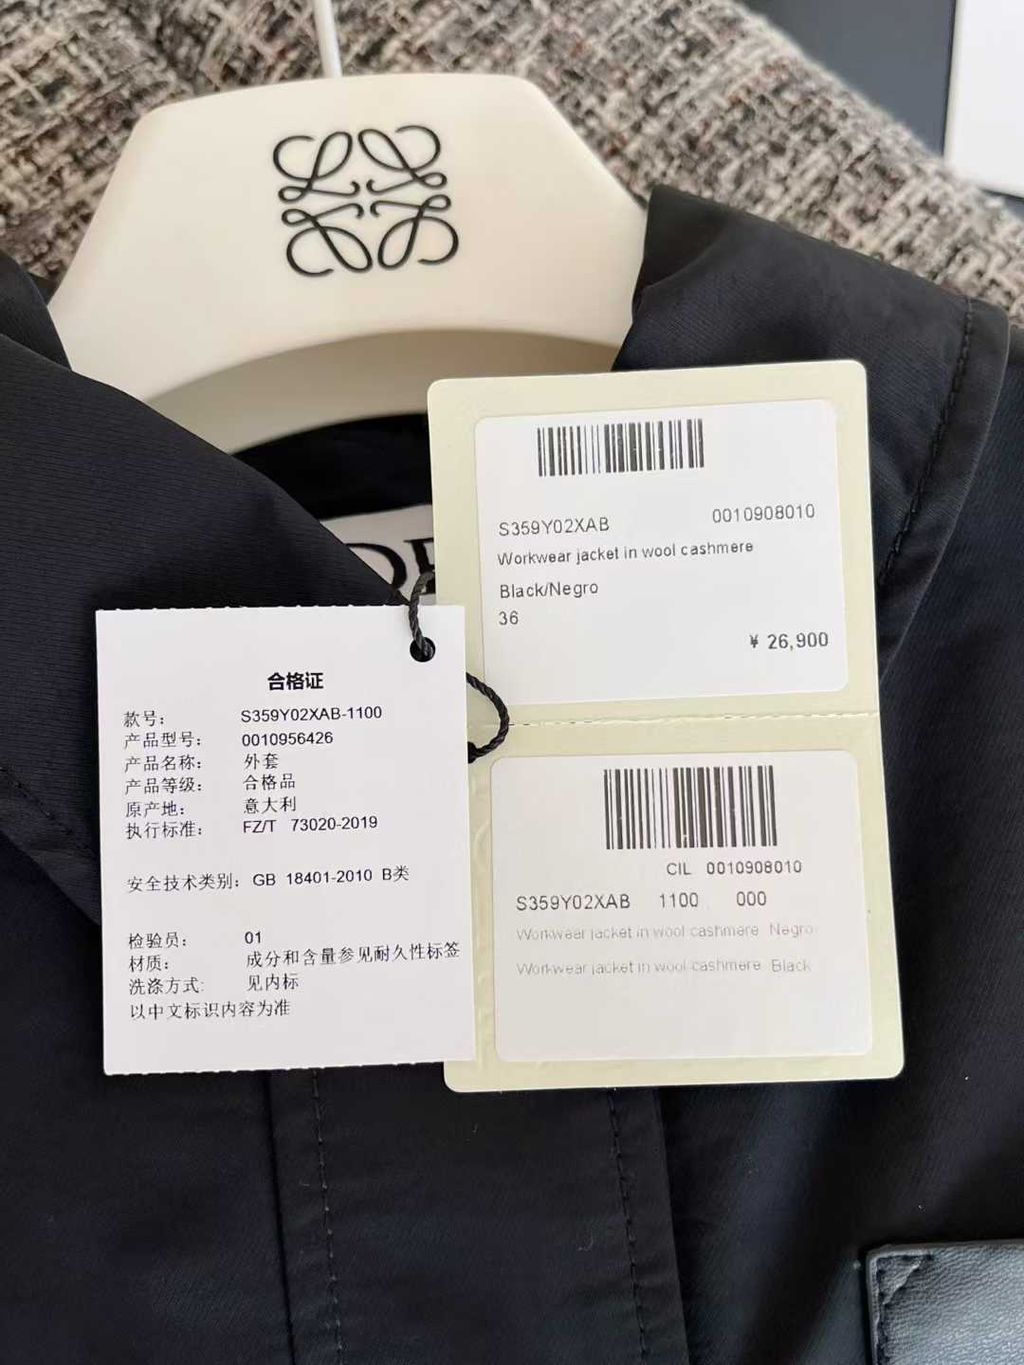 S359Y02XAB 0010908010
Workwear jacket in wool cashmere
Black/Negro
36
¥ 26,900
合格证
款号： S359Y02XAB-1100
产品型号： 0010956426
产品名称： 外套
产品等级： 合格品
原产地： 意大利
执行标准： FZ/T 73020-2019
安全技术类别： GB 18401-2010 B类
检验员： 01
材质： 成分和含量参见耐久性标签
洗涤方式: 见内标
以中文标识内容为准
CIL 0010908010
S359Y02XAB 1100 000
Workwear jacket in wool cashmere Negro
Workwear jacket in wool cashmere Black